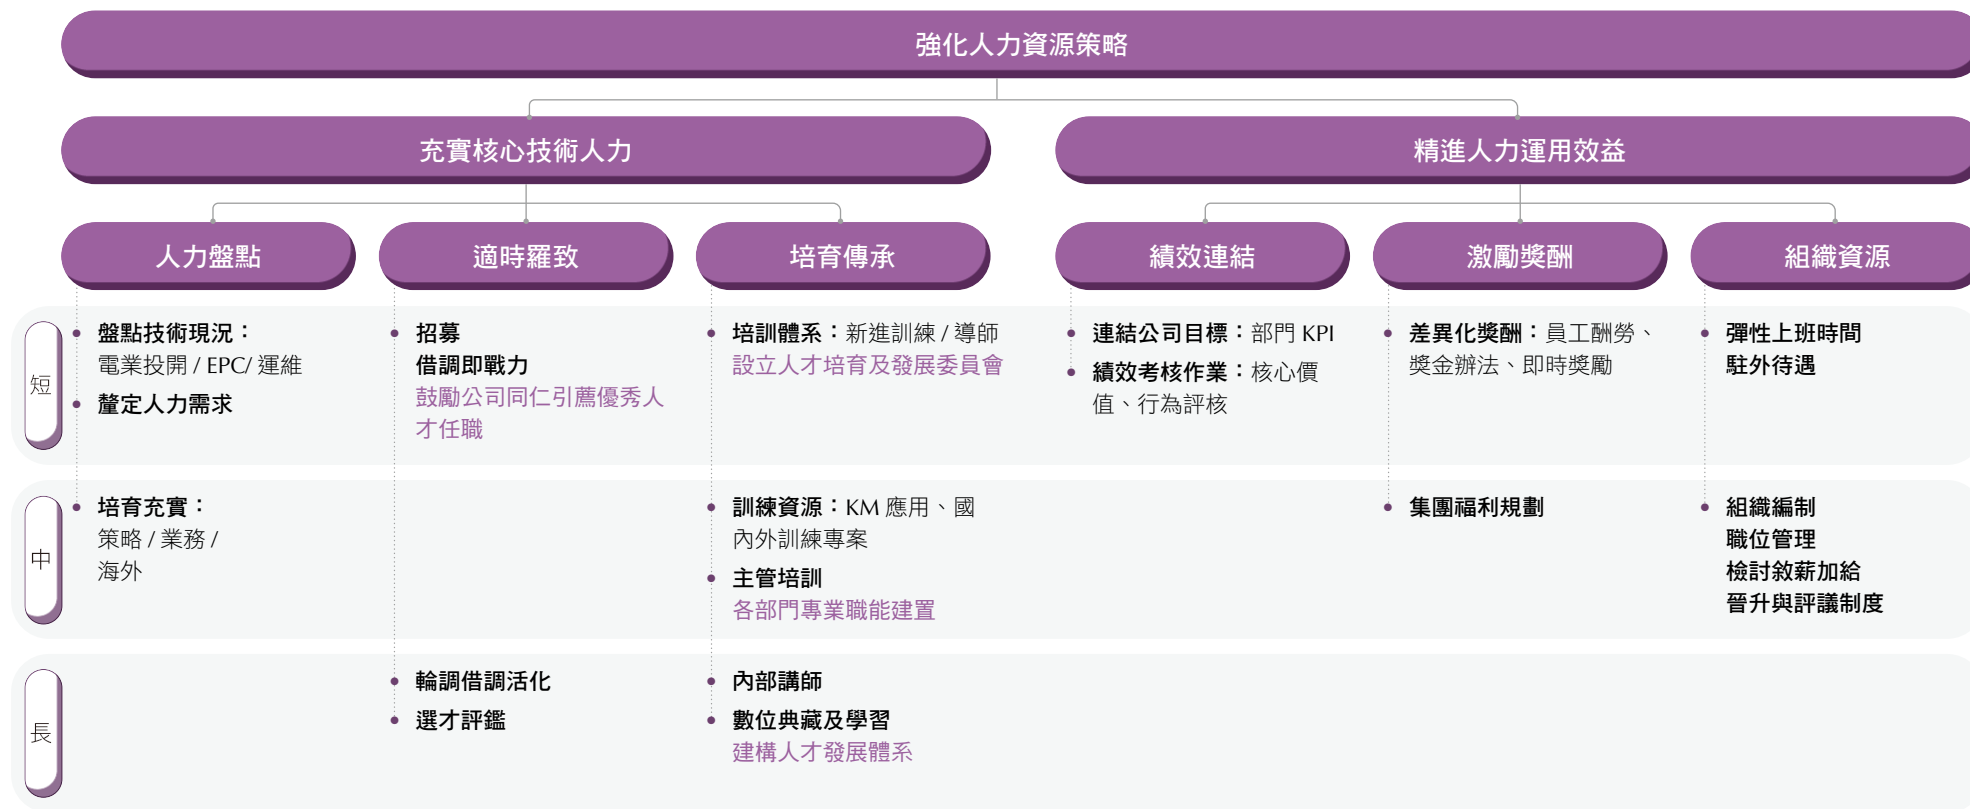 強化人力資源策略
充實核心技術人力
精進人力運用效益
人力盤點
適時羅致
培育傳承
績效連結
激勵獎酬
組織資源
短
盤點技術現況：
電業投開 / EPC/ 運維
釐定人力需求
招募
借調即戰力
鼓勵公司同仁引薦優秀人
才任職
培訓體系：新進訓練 / 導師
設立人才培育及發展委員會
連結公司目標：部門 KPI
績效考核作業：核心價
值、行為評核
差異化獎酬：員工酬勞、
獎金辦法、即時獎勵
彈性上班時間
駐外待遇
中
培育充實：
策略 / 業務 /
海外
訓練資源：KM 應用、國
內外訓練專案
主管培訓
各部門專業職能建置
集團福利規劃
組織編制
職位管理
檢討敘薪加給
晉升與評議制度
長
輪調借調活化
選才評鑑
內部講師
數位典藏及學習
建構人才發展體系